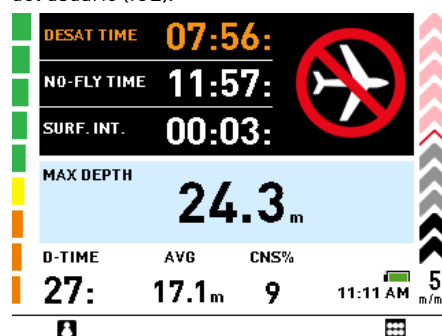 DESAT TIME 07:56:
NO-FLY TIME 11:57:
SURF. INT. 00:03:
MAX DEPTH
24.3m
D-TIME AVG CNS%
27: 17.1m 9 11:11 AM 5
m/m